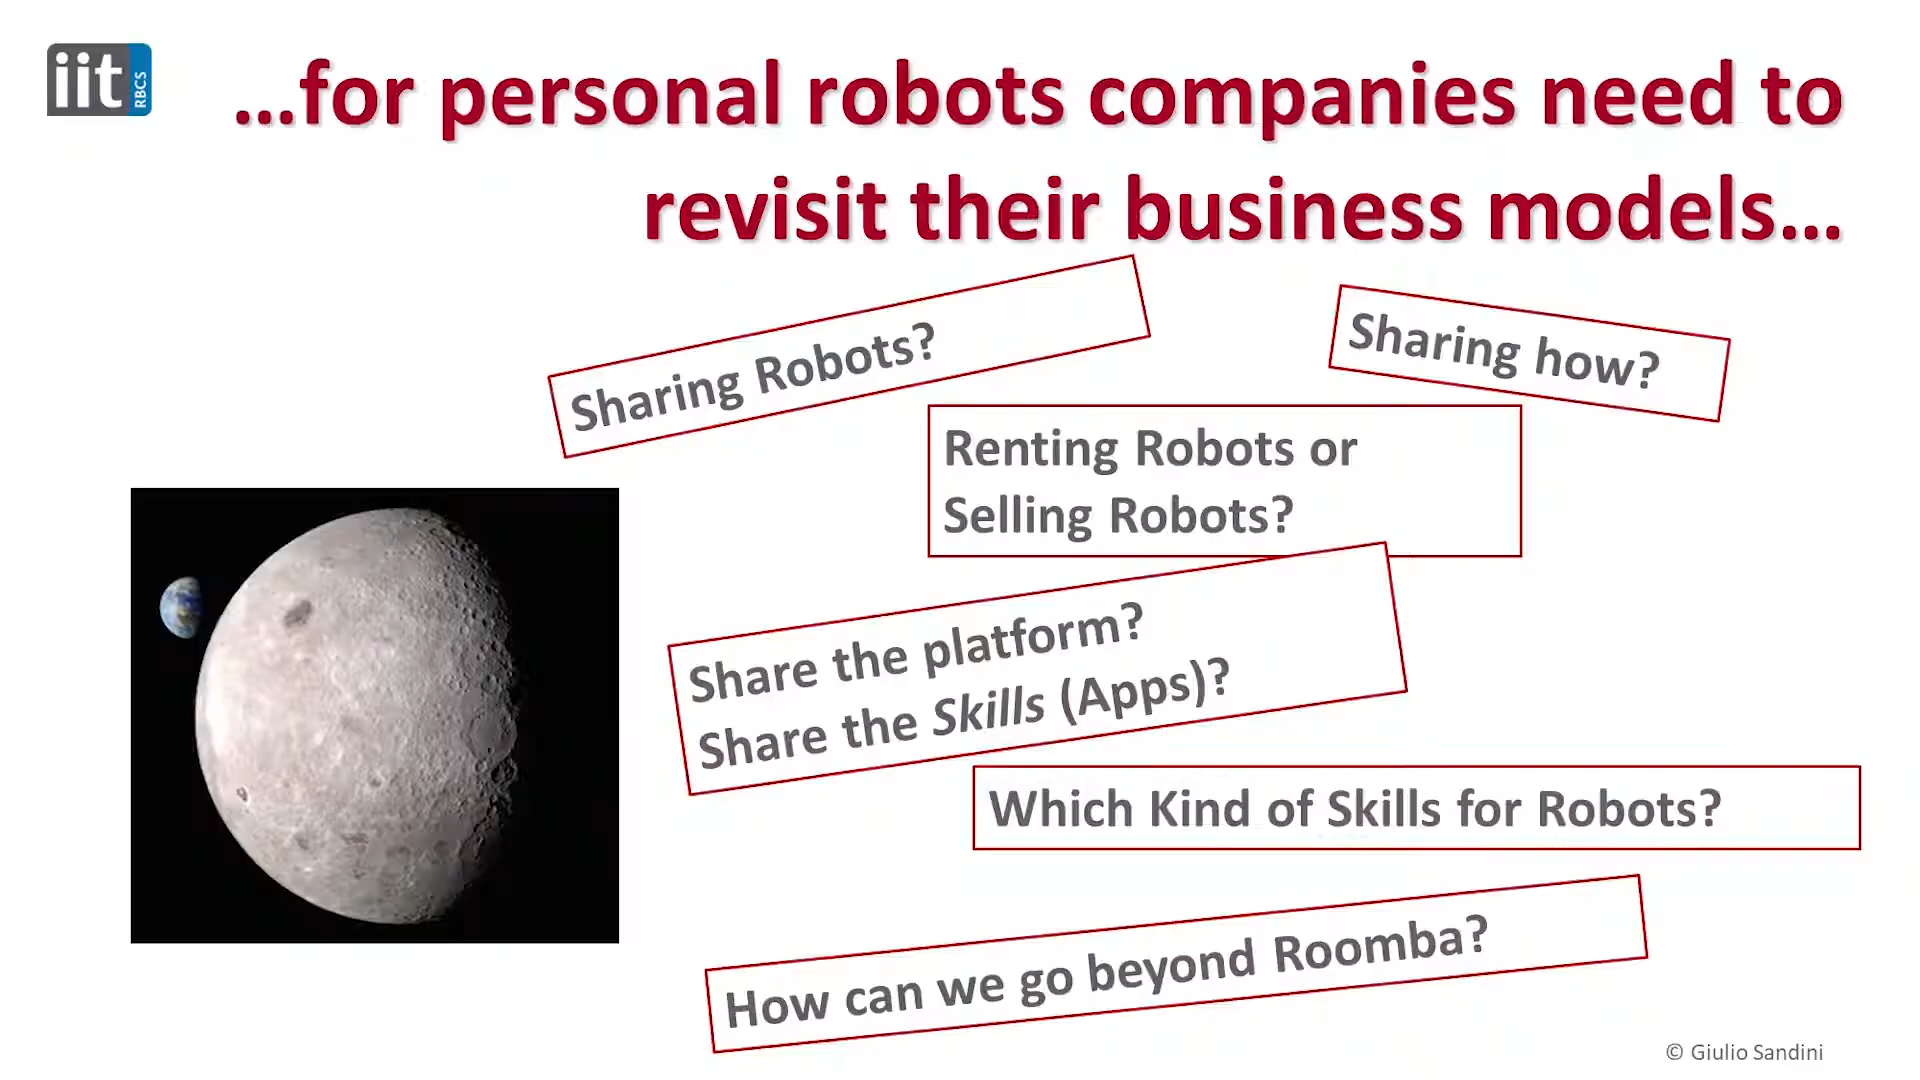 iit
RBCS
...for personal robots companies need to
revisit their business models...
Sharing Robots?
Sharing how?
Renting Robots or
Selling Robots?
Share the platform?
Share the Skills (Apps)?
Which Kind of Skills for Robots?
How can we go beyond Roomba?
© Giulio Sandini